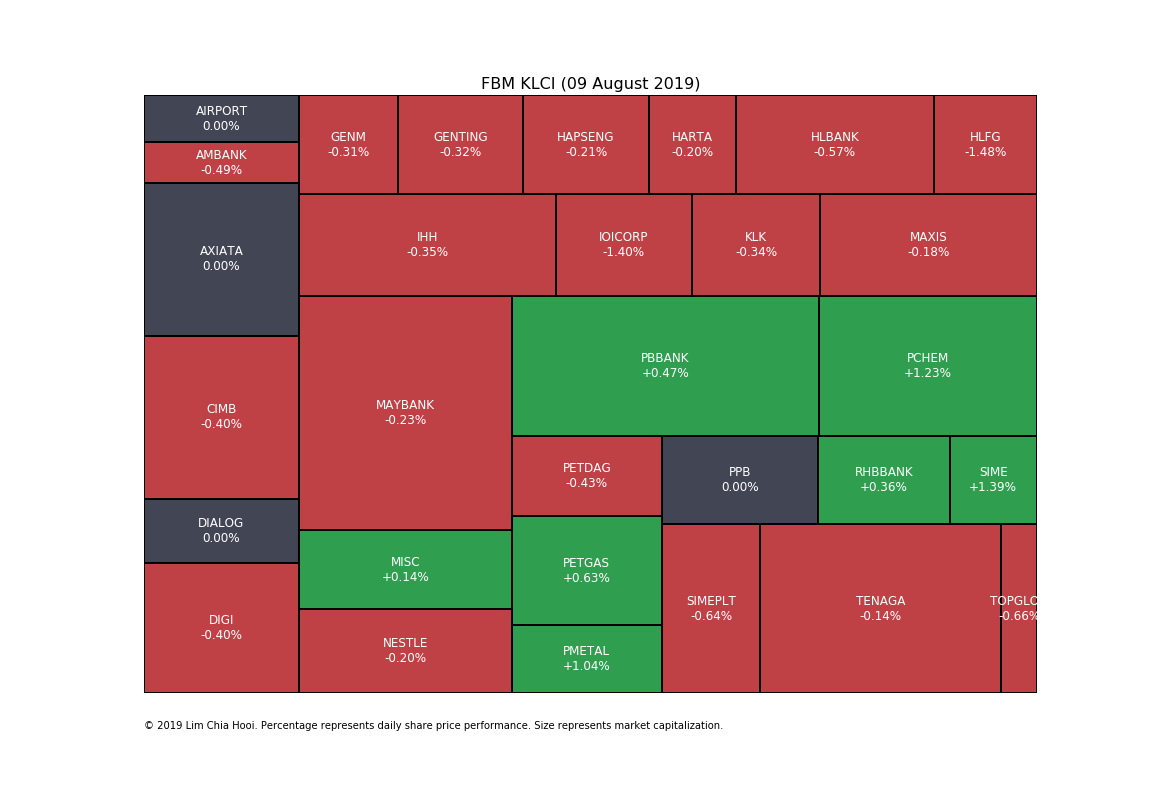 FBM KLCI (09 August 2019)
AIRPORT
0.00%
AMBANK
-0.49%
AXIATA
0.00%
CIMB
-0.40%
DIALOG
0.00%
DIGI
-0.40%
GENM
-0.31%
GENTING
-0.32%
HAPSENG
-0.21%
HARTA
-0.20%
HLBANK
-0.57%
HLFG
-1.48%
IHH
-0.35%
IOICORP
-1.40%
KLK
-0.34%
MAXIS
-0.18%
MAYBANK
-0.23%
MISC
+0.14%
NESTLE
-0.20%
PBBANK
+0.47%
PCHEM
+1.23%
PETDAG
-0.43%
PETGAS
+0.63%
PMETAL
+1.04%
PPB
0.00%
RHBBANK
+0.36%
SIME
+1.39%
SIMEPLT
-0.64%
TENAGA
-0.14%
-0.66%
© 2019 Lim Chia Hooi. Percentage represents daily share price performance. Size represents market capitalization.